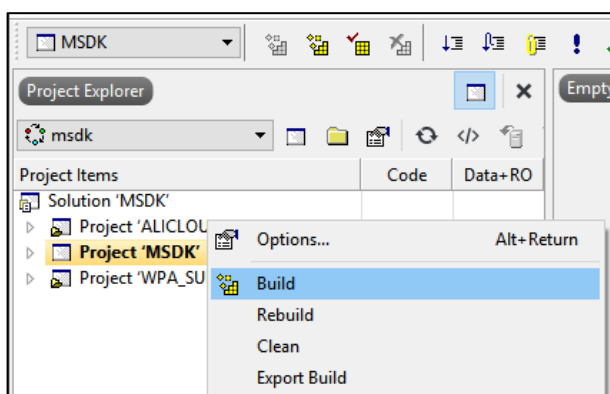 MSDK
Project Explorer
Empty
msdk
Project Items Code Data+RO
Solution 'MSDK'
Project 'ALICLOU
Project 'MSDK'
Project 'WPA_SU
Options... Alt+Return
Build
Rebuild
Clean
Export Build